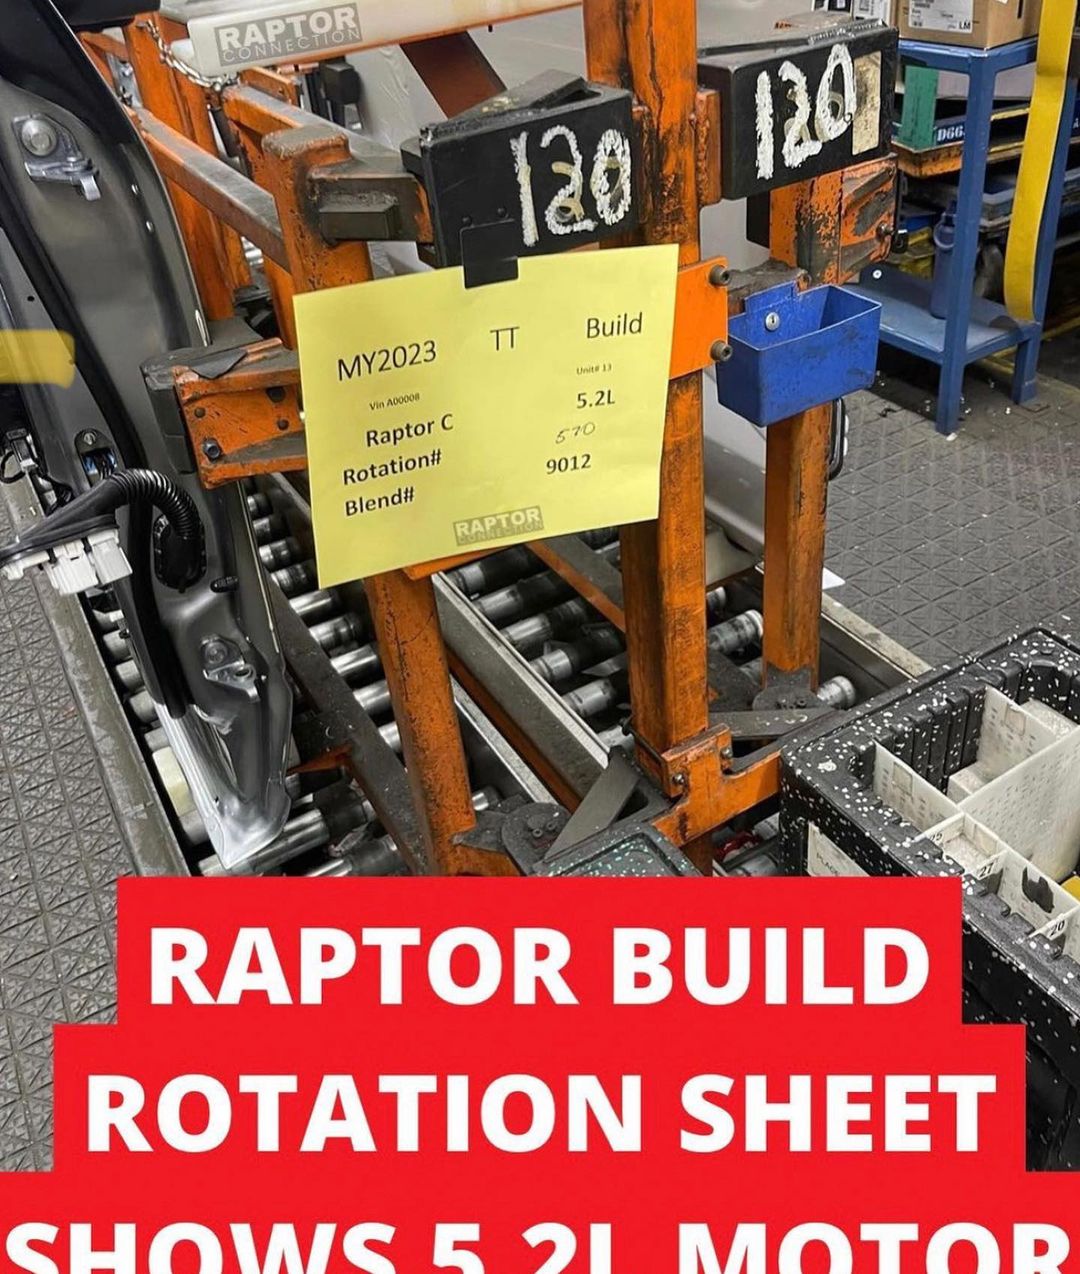 RAPTOR
CONNECTION
LM
D66
120
120
MY2023 TT Build
Vin A00008 Unit# 13
Raptor C 5.2L
Rotation# 570
Blend# 9012
RAPTOR
CONNECTION
27
20
RAPTOR BUILD
ROTATION SHEET
SHOWS 5.2L MOTOR